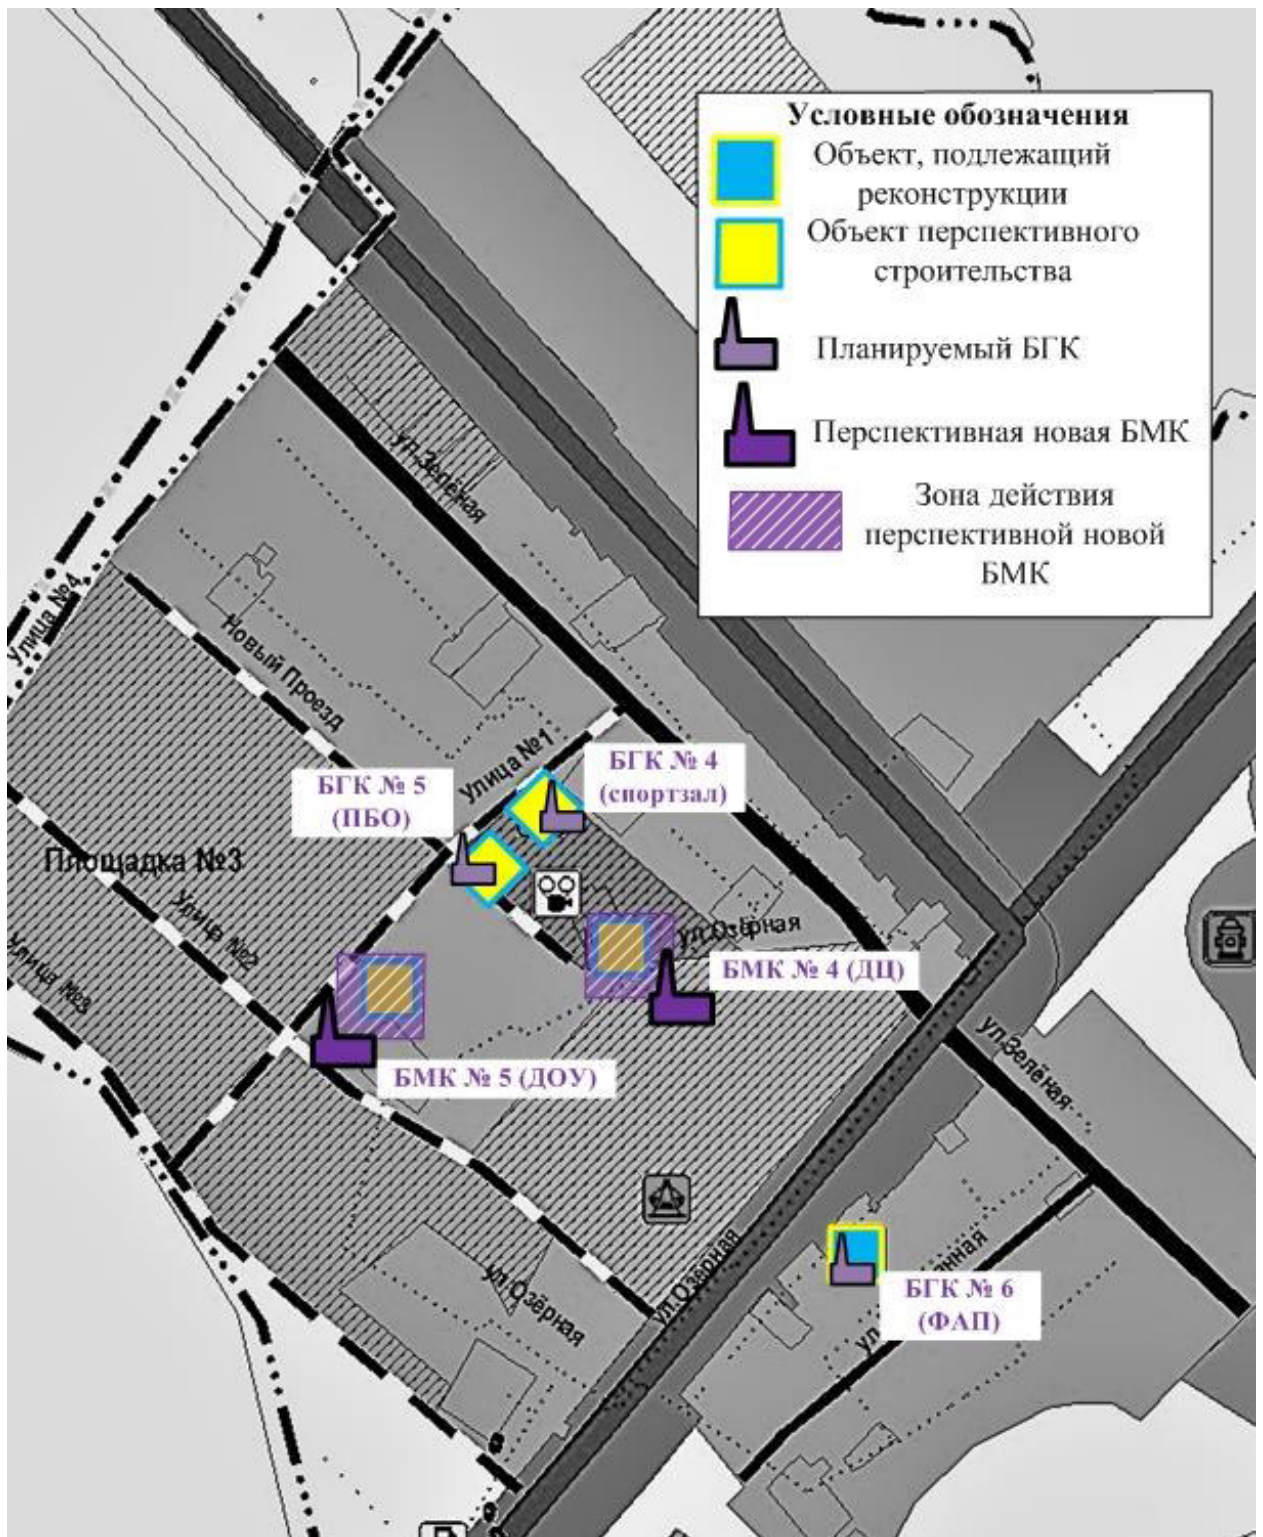 Условные обозначения
Объект, подлежащий
реконструкции
Объект перспективного
строительства
Планируемый БГК
Перспективная новая БМК
Зона действия
перспективной новой
БМК
ул.Зелёная
Улица №4
Новый Проезд
Улица №1
БГК № 4
(спортзал)
БГК № 5
(ПБО)
Площадка №3
Улица №2
Улица №3
ул.Озёрная
БМК № 4 (ДЦ)
БМК № 5 (ДОУ)
ул.Зелёная
ул.Озёрная
ул.Озёрная
БГК № 6
(ФАП)